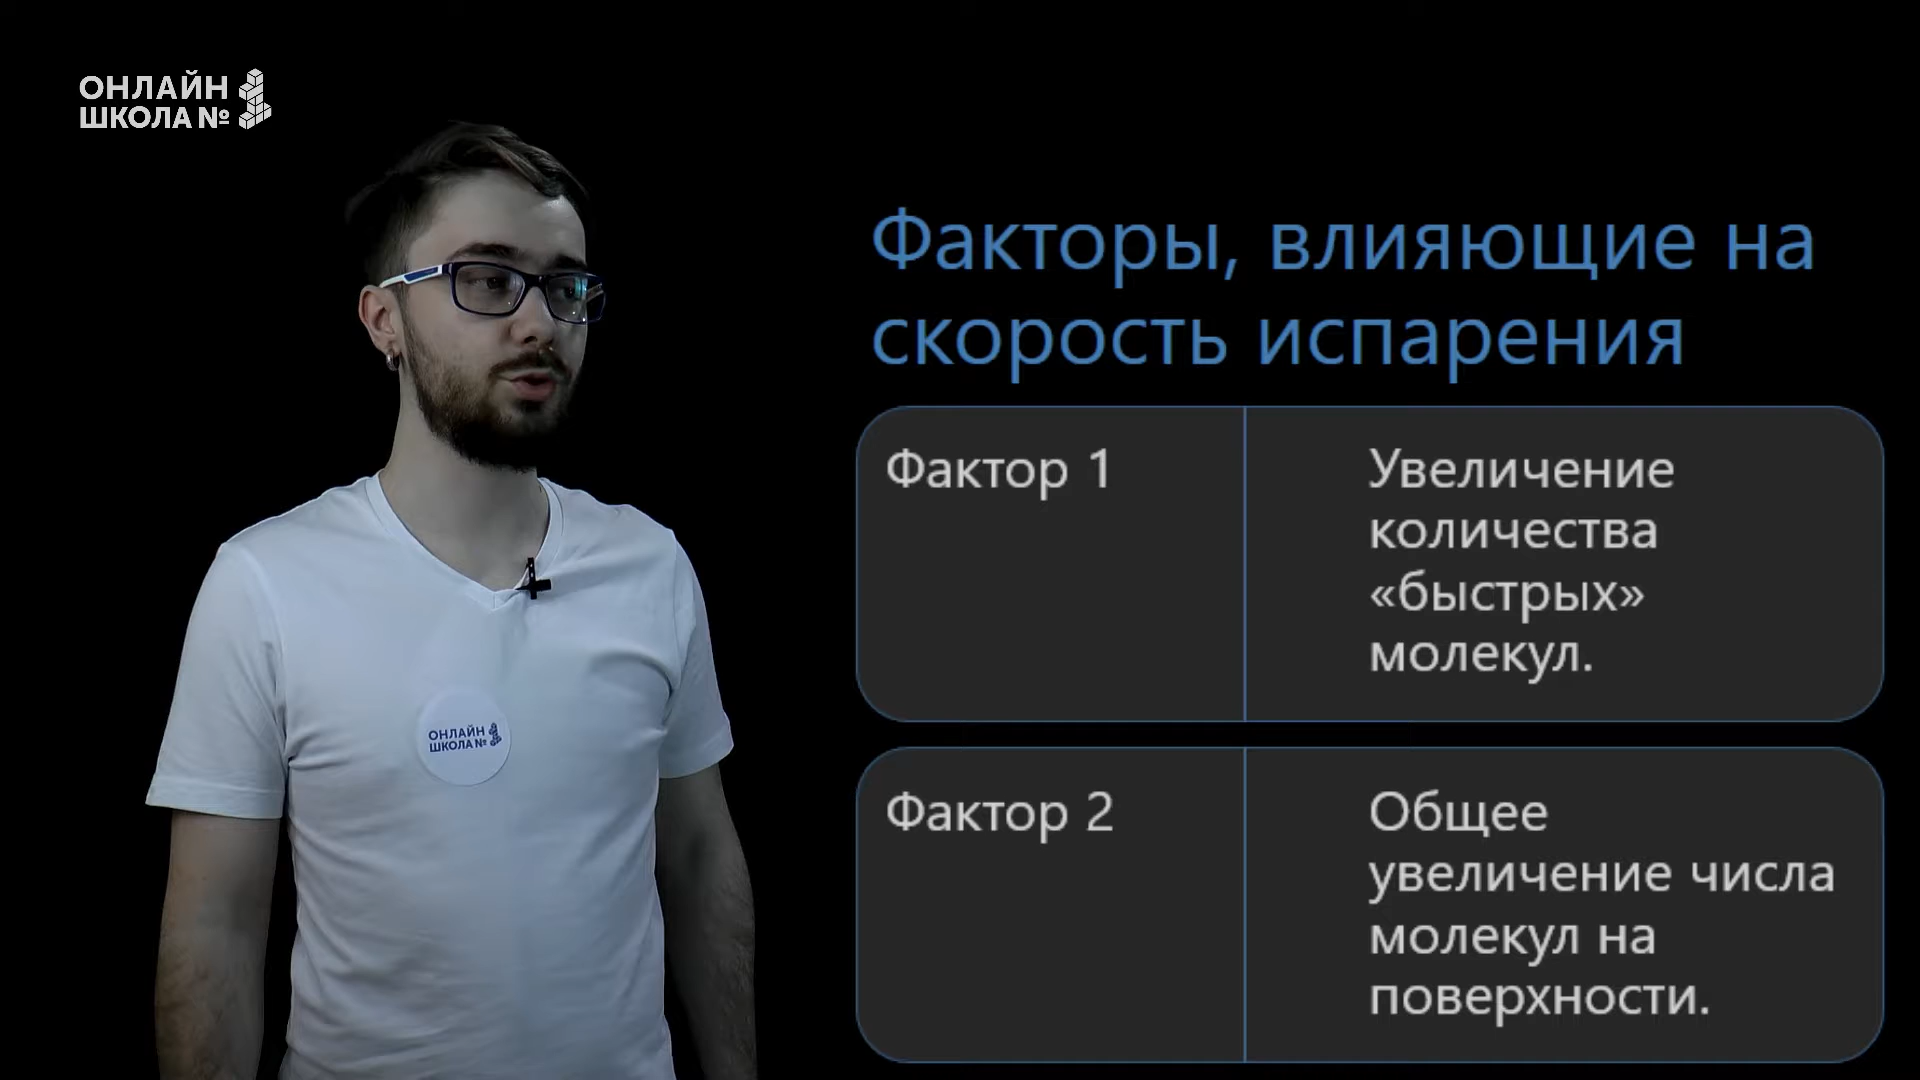 ОНЛАЙН
ШКОЛА №
Факторы, влияющие на
скорость испарения
Фактор 1
Увеличение
количества
«быстрых»
молекул.
Фактор 2
Общее
увеличение числа
молекул на
поверхности.
ОНЛАЙН
ШКОЛА №